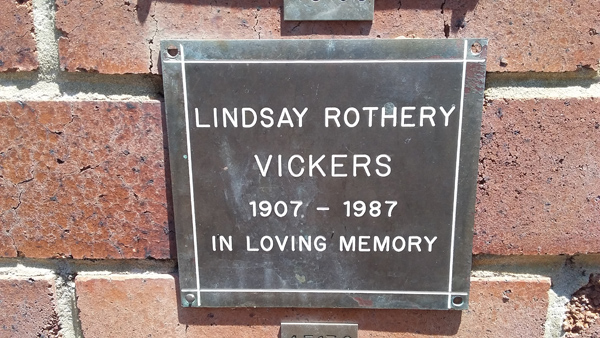 LINDSAY ROTHERY
VICKERS
1907 - 1987
IN LOVING MEMORY